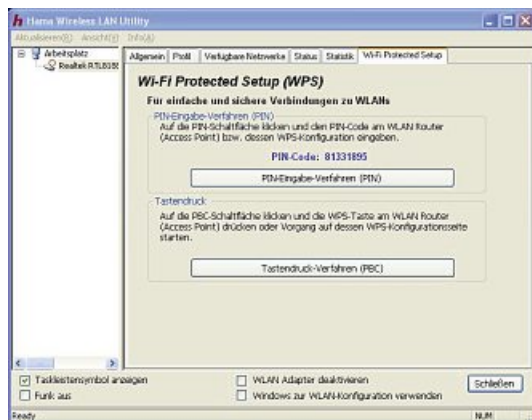 Hama Wireless LAN Utility
Aktualisieren(R) Ansicht(Y) Info(A)
Arbeitsplatz
Realtek RTL8188
Allgemein Profil Verfügbare Netzwerke Status Statistik Wi-Fi Protected Setup
Wi-Fi Protected Setup (WPS)
Für einfache und sichere Verbindungen zu WLANs
PIN-Eingabe-Verfahren (PIN)
Auf die PIN-Schaltfläche klicken und den PIN-Code am WLAN Router
(Access Point) bzw. dessen WPS-Konfiguration eingeben.
PIN-Code: 81331895
PIN-Eingabe-Verfahren (PIN)
Tastendruck
Auf die PBC-Schaltfläche klicken und die WPS-Taste am WLAN Router
(Access Point) drücken oder Vorgang auf dessen WPS-Konfigurationsseite
starten.
Tastendruck-Verfahren (PBC)
Taskleistensymbol anzeigen
WLAN Adapter deaktivieren
Funk aus
Windows zur WLAN-Konfiguration verwenden
Schließen
Ready
NUM